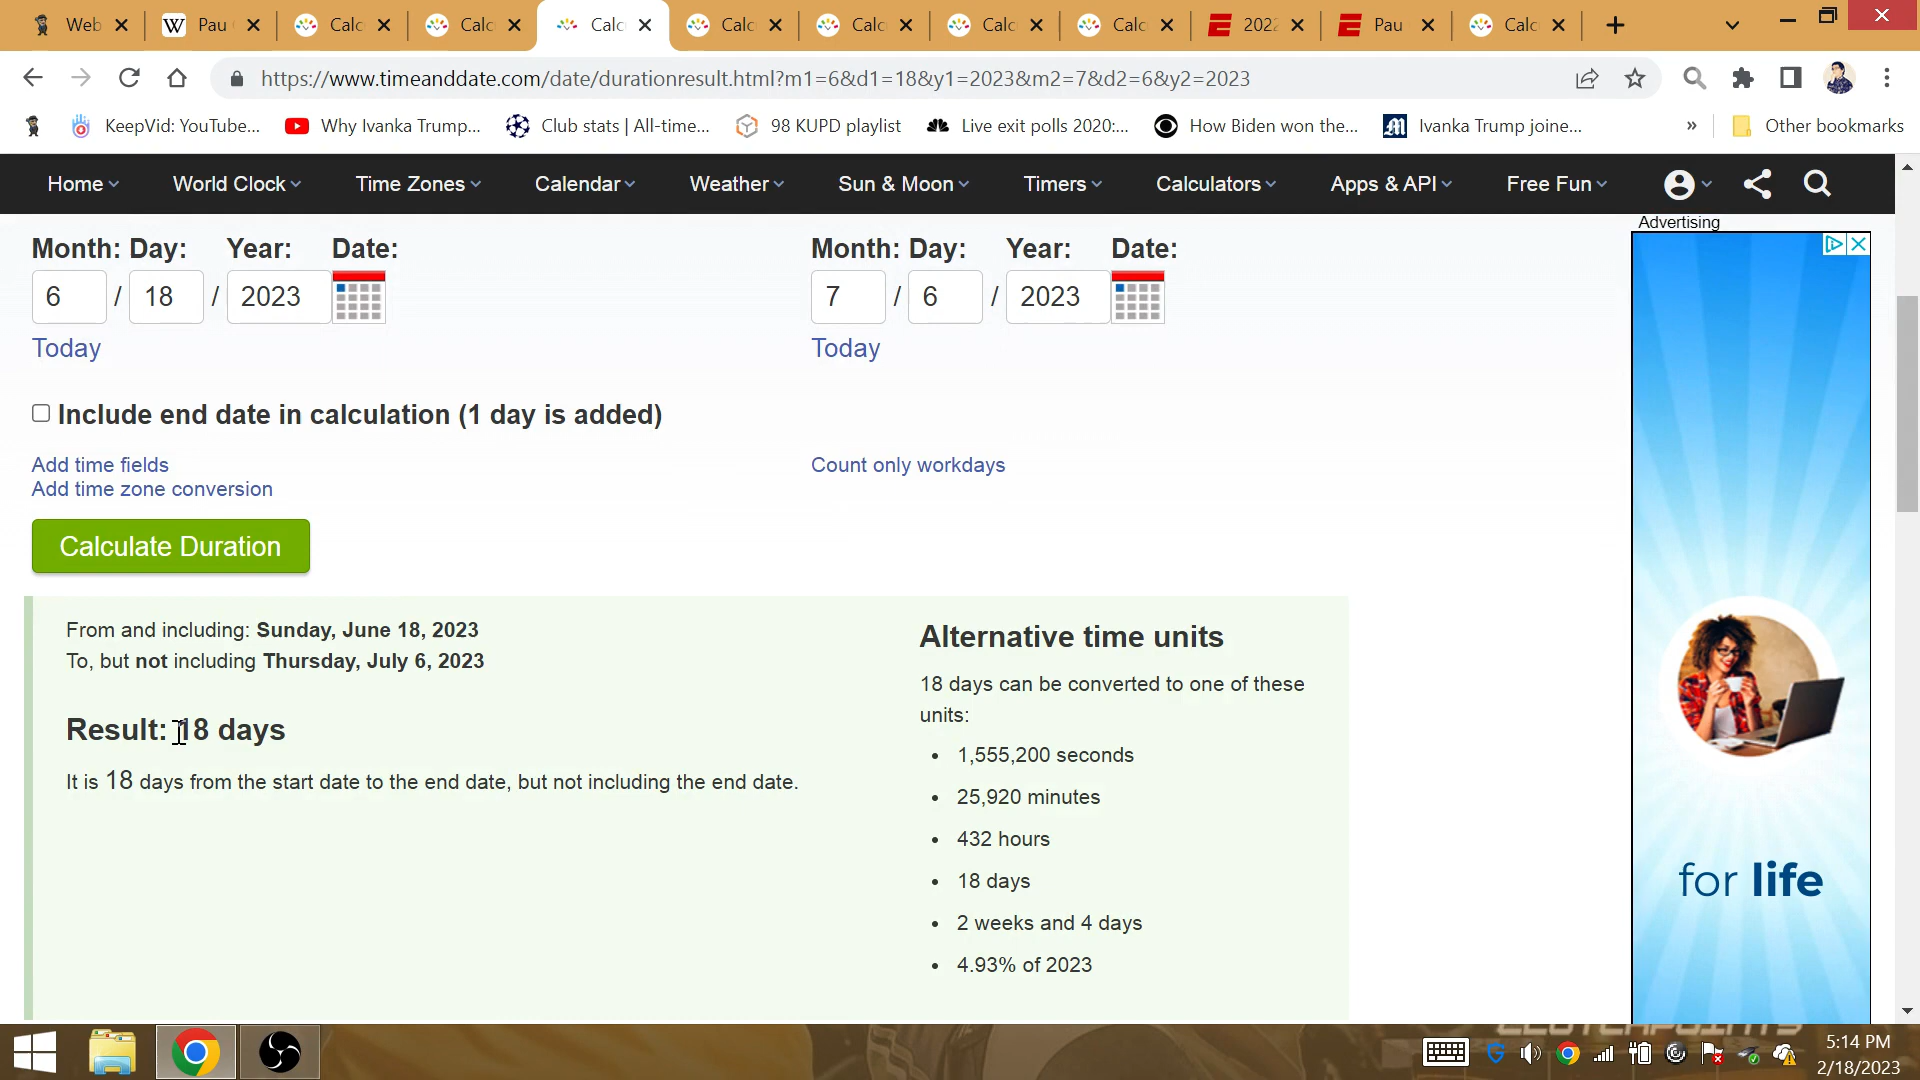 Web
Pau
Calc
Calc
Calc
Calc
Calc
Calc
Calc
2022
Pau
Calc
https://www.timeanddate.com/date/durationresult.html?m1=6&d1=18&y1=2023&m2=7&d2=6&y2=2023
KeepVid: YouTube...
Why Ivanka Trump...
Club stats | All-time...
98 KUPD playlist
Live exit polls 2020:...
How Biden won the...
Ivanka Trump joine...
»
Other bookmarks
Home
World Clock
Time Zones
Calendar
Weather
Sun & Moon
Timers
Calculators
Apps & API
Free Fun
Advertising
Month: Day: Year: Date:
6 / 18 / 2023
Today
Month: Day: Year: Date:
7 / 6 / 2023
Today
Include end date in calculation (1 day is added)
Add time fields
Add time zone conversion
Count only workdays
Calculate Duration
From and including: Sunday, June 18, 2023
To, but not including Thursday, July 6, 2023
Result: 18 days
It is 18 days from the start date to the end date, but not including the end date.
Alternative time units
18 days can be converted to one of these
units:
• 1,555,200 seconds
• 25,920 minutes
• 432 hours
• 18 days
• 2 weeks and 4 days
• 4.93% of 2023
for life
5:14 PM
2/18/2023